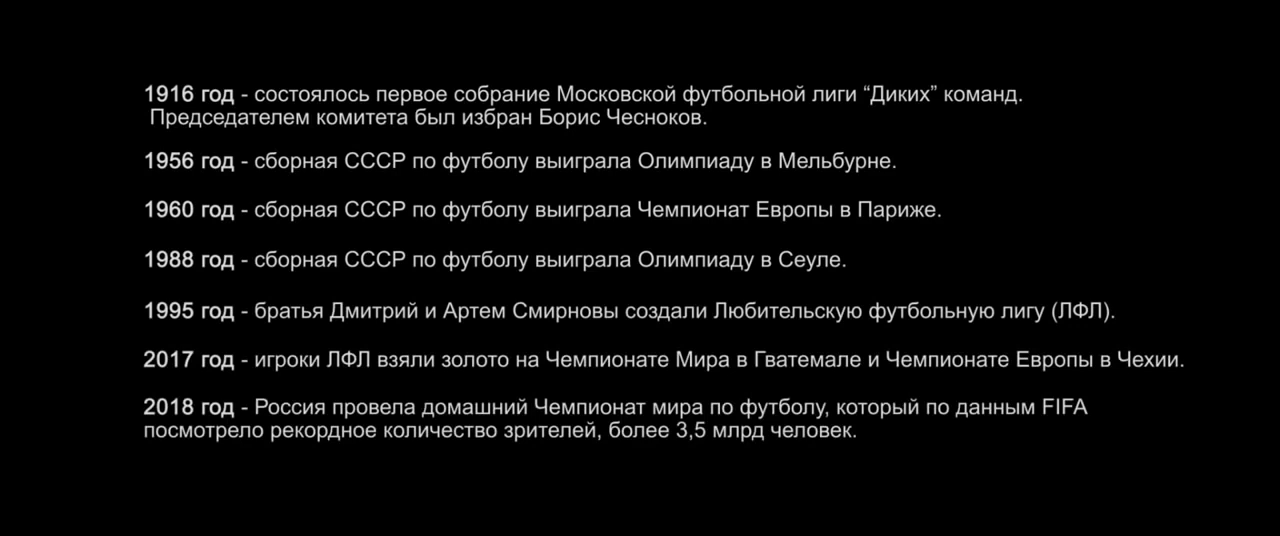 1916 год - состоялось первое собрание Московской футбольной лиги “Диких” команд.
Председателем комитета был избран Борис Чесноков.
1956 год - сборная СССР по футболу выиграла Олимпиаду в Мельбурне.
1960 год - сборная СССР по футболу выиграла Чемпионат Европы в Париже.
1988 год - сборная СССР по футболу выиграла Олимпиаду в Сеуле.
1995 год - братья Дмитрий и Артем Смирновы создали Любительскую футбольную лигу (ЛФЛ).
2017 год - игроки ЛФЛ взяли золото на Чемпионате Мира в Гватемале и Чемпионате Европы в Чехии.
2018 год - Россия провела домашний Чемпионат мира по футболу, который по данным FIFA
посмотрело рекордное количество зрителей, более 3,5 млрд человек.